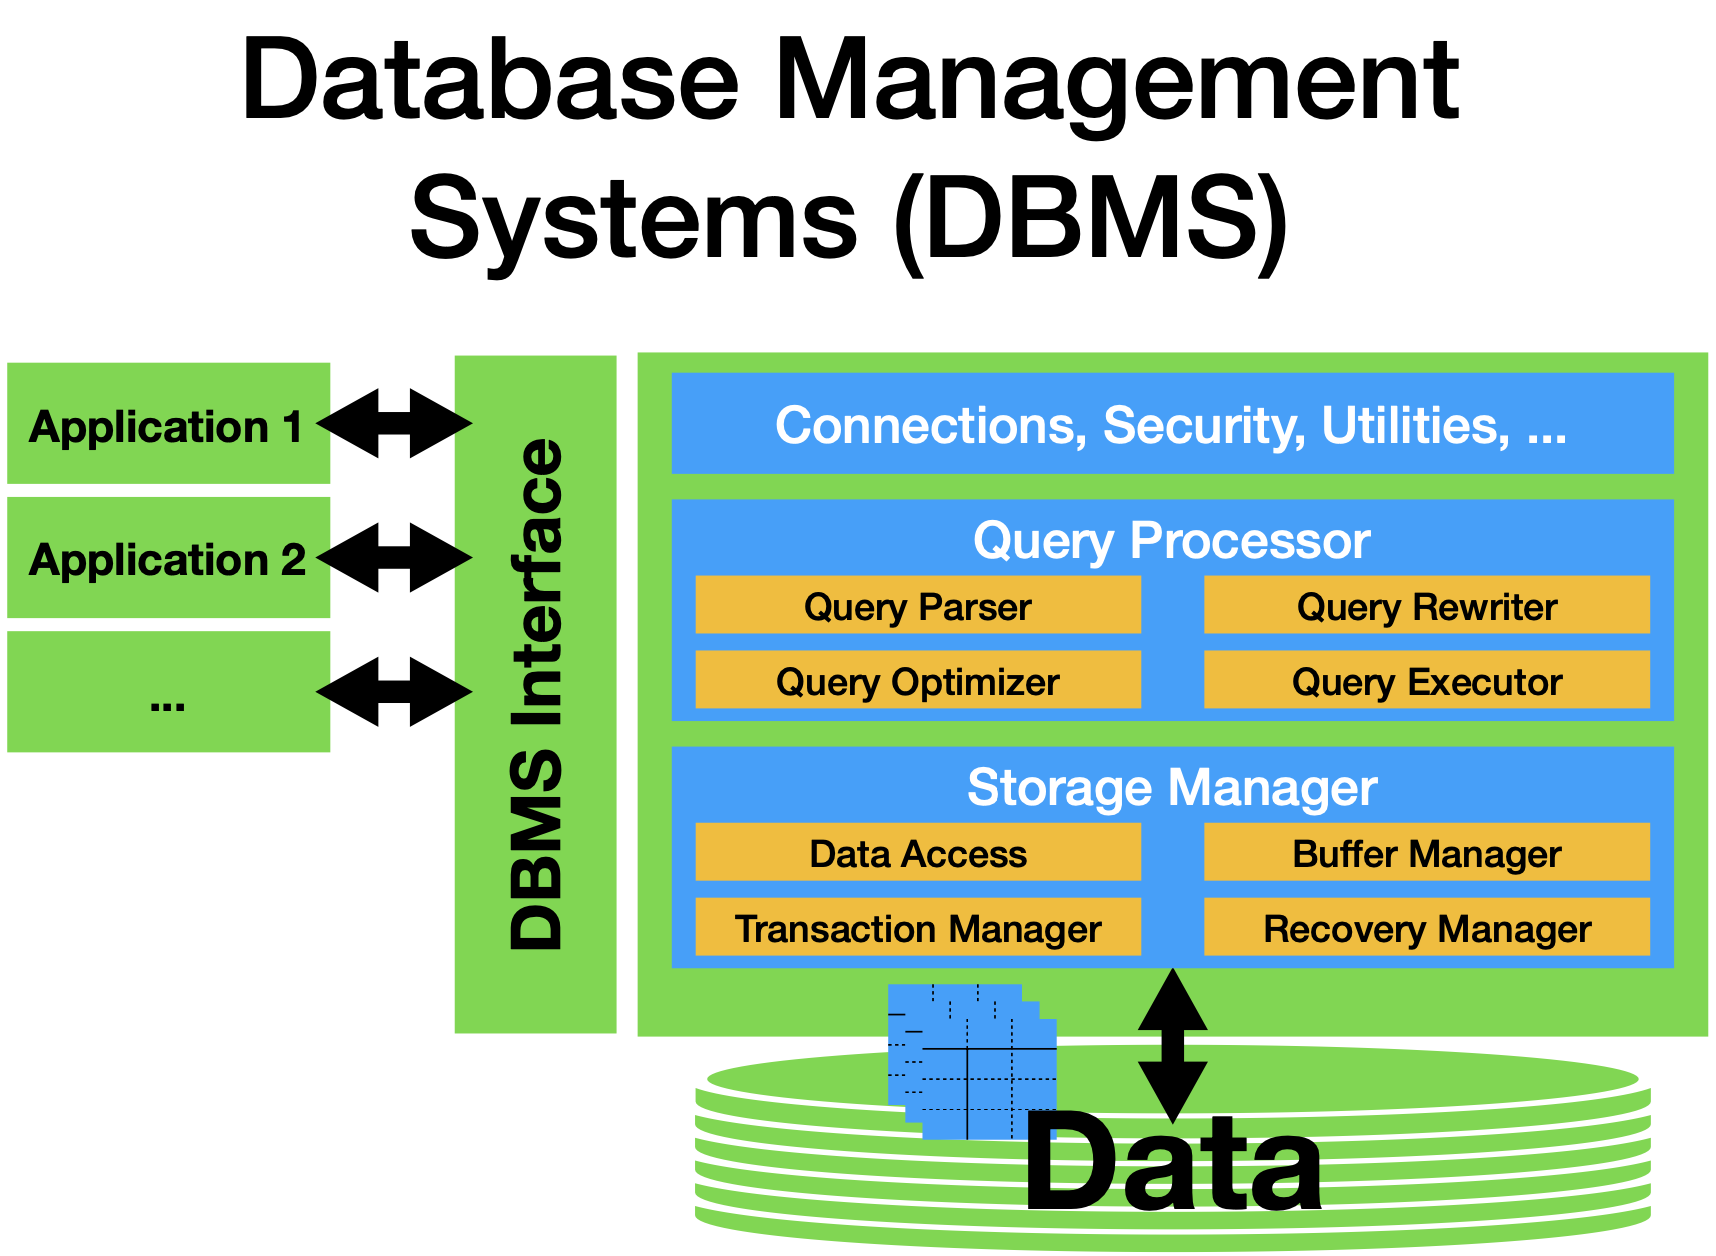 Database Management
Systems (DBMS)
Application 1
Application 2
...
DBMS Interface
Connections, Security, Utilities, ...
Query Processor
Query Parser
Query Rewriter
Query Optimizer
Query Executor
Storage Manager
Data Access
Buffer Manager
Transaction Manager
Recovery Manager
Data